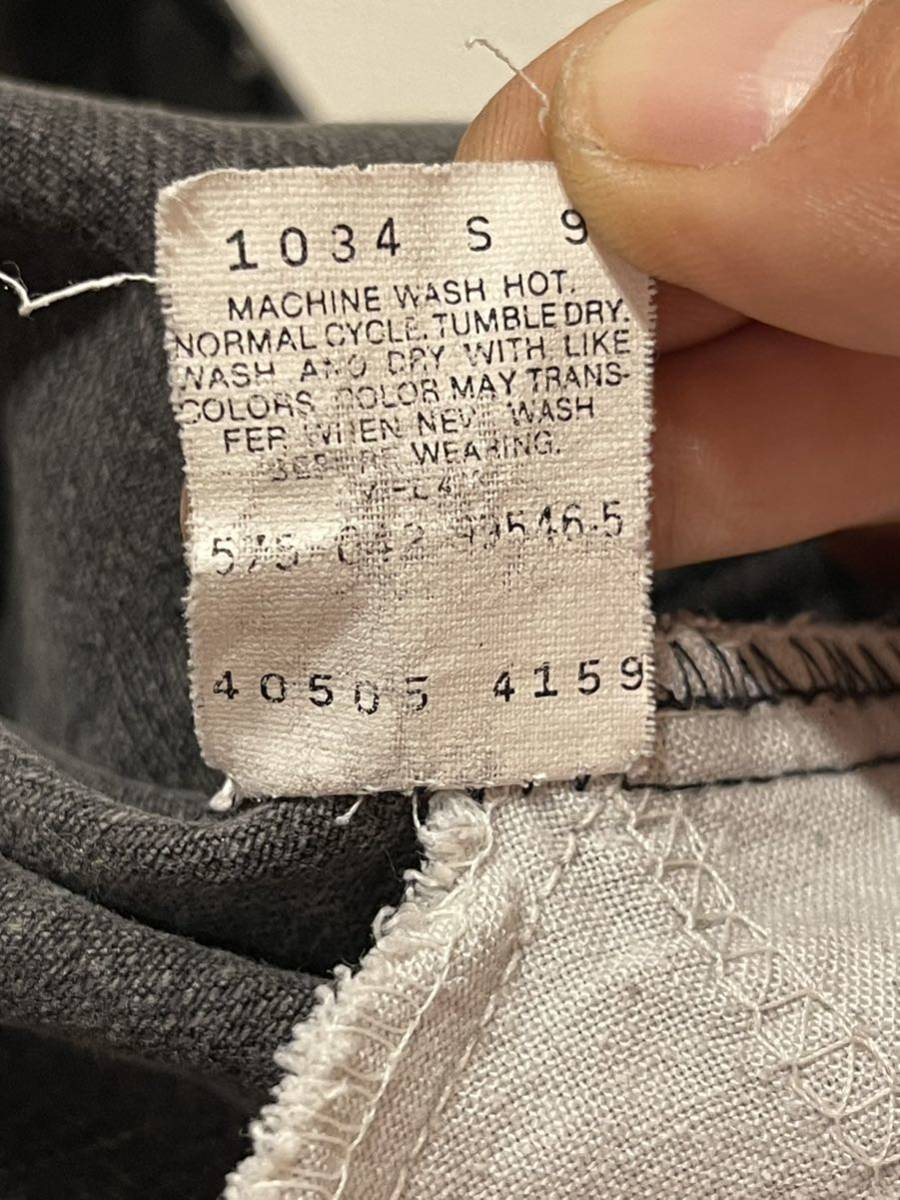 1034 S 9
MACHINE WASH HOT.
NORMAL CYCLE. TUMBLE DRY.
WASH AND DRY WITH LIKE
COLORS. COLOR MAY TRANS-
FER WHEN NEW. WASH
BEFORE WEARING.
40505 4159